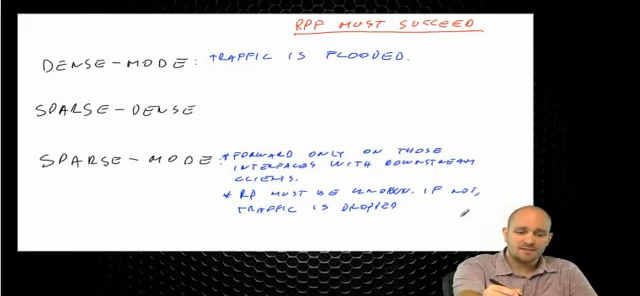 RPF MUST SUCCEED
DENSE-MODE: TRAFFIC IS FLOODED.
SPARSE-DENSE
SPARSE-MODE: * FORWARD ONLY ON THOSE
INTERFACES WITH DOWNSTREAM
CLIENTS.
* RP MUST BE KNOWN. IF NOT,
TRAFFIC IS DROPPED